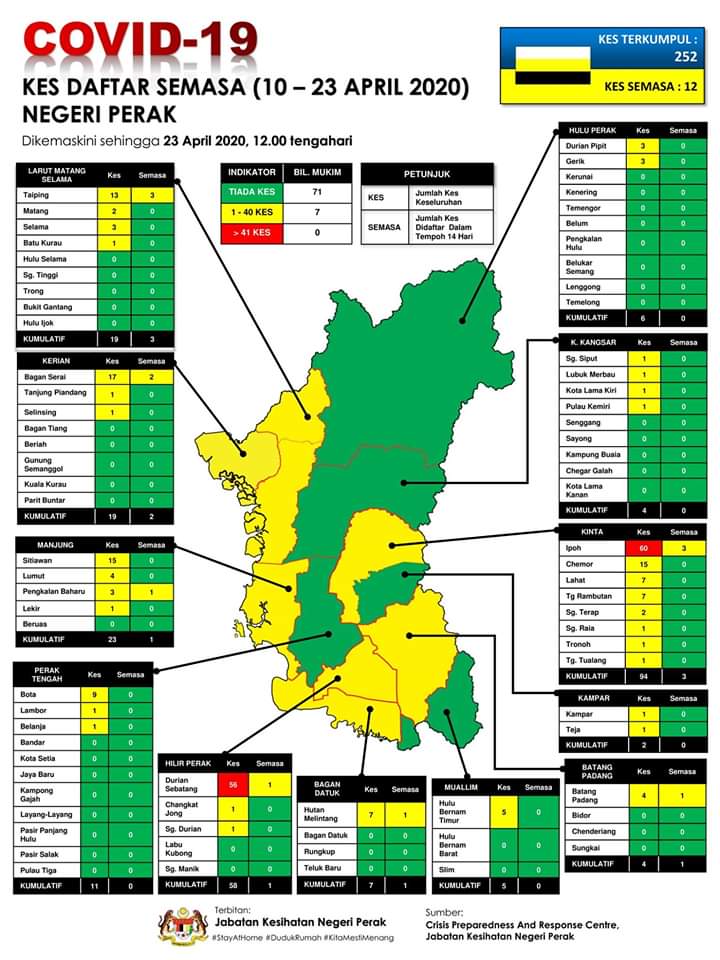 COVID-19
KES DAFTAR SEMASA (10 – 23 APRIL 2020)
NEGERI PERAK
Dikemaskini sehingga 23 April 2020, 12.00 tengahari
KES TERKUMPUL :
252
KES SEMASA : 12
INDIKATOR BIL. MUKIM
TIADA KES 71
1 - 40 KES 7
> 41 KES 0
PETUNJUK
KES Jumlah Kes
Keseluruhan
SEMASA Jumlah Kes
Didaftar Dalam
Tempoh 14 Hari
LARUT MATANG
SELAMA Kes Semasa
Taiping 13 3
Matang 2 0
Selama 3 0
Batu Kurau 1 0
Hulu Selama 0 0
Sg. Tinggi 0 0
Trong 0 0
Bukit Gantang 0 0
Hulu Ijok 0 0
KUMULATIF 19 3
KERIAN Kes Semasa
Bagan Serai 17 2
Tanjung Piandang 1 0
Selinsing 1 0
Bagan Tiang 0 0
Beriah 0 0
Gunung
Semanggol 0 0
Kuala Kurau 0 0
Parit Buntar 0 0
KUMULATIF 19 2
MANJUNG Kes Semasa
Sitiawan 15 0
Lumut 4 0
Pengkalan Baharu 3 1
Lekir 1 0
Beruas 0 0
KUMULATIF 23 1
PERAK
TENGAH Kes Semasa
Bota 9 0
Lambor 1 0
Belanja 1 0
Bandar 0 0
Kota Setia 0 0
Jaya Baru 0 0
Kampong
Gajah 0 0
Layang-Layang 0 0
Pasir Panjang
Hulu 0 0
Pasir Salak 0 0
Pulau Tiga 0 0
KUMULATIF 11 0
HILIR PERAK Kes Semasa
Durian
Sebatang 56 1
Changkat
Jong 1 0
Sg. Durian 1 0
Labu
Kubong 0 0
Sg. Manik 0 0
KUMULATIF 58 1
BAGAN
DATUK Kes Semasa
Hutan
Melintang 7 1
Bagan Datuk 0 0
Rungkup 0 0
Teluk Baru 0 0
KUMULATIF 7 1
MUALLIM Kes Semasa
Hulu
Bernam
Timur 5 0
Hulu
Bernam
Barat 0 0
Slim 0 0
KUMULATIF 5 0
HULU PERAK Kes Semasa
Durian Pipit 3 0
Gerik 3 0
Kerunai 0 0
Kenering 0 0
Temengor 0 0
Belum 0 0
Pengkalan
Hulu 0 0
Belukar
Semang 0 0
Lenggong 0 0
Temelong 0 0
KUMULATIF 6 0
K. KANGSAR Kes Semasa
Sg. Siput 1 0
Lubuk Merbau 1 0
Kota Lama Kiri 1 0
Pulau Kemiri 1 0
Senggang 0 0
Sayong 0 0
Kampung Buaia 0 0
Chegar Galah 0 0
Kota Lama
Kanan 0 0
KUMULATIF 4 0
KINTA Kes Semasa
Ipoh 60 3
Chemor 15 0
Lahat 7 0
Tg Rambutan 7 0
Sg. Terap 2 0
Sg. Raia 1 0
Tronoh 1 0
Tg. Tualang 1 0
KUMULATIF 94 3
KAMPAR Kes Semasa
Kampar 1 0
Teja 1 0
KUMULATIF 2 0
BATANG
PADANG Kes Semasa
Batang
Padang 4 1
Bidor 0 0
Chenderiang 0 0
Sungkai 0 0
KUMULATIF 4 1
Terbitan:
Jabatan Kesihatan Negeri Perak
#StayAtHome #DudukRumah #KitaMestiMenang
Sumber:
Crisis Preparedness And Response Centre,
Jabatan Kesihatan Negeri Perak